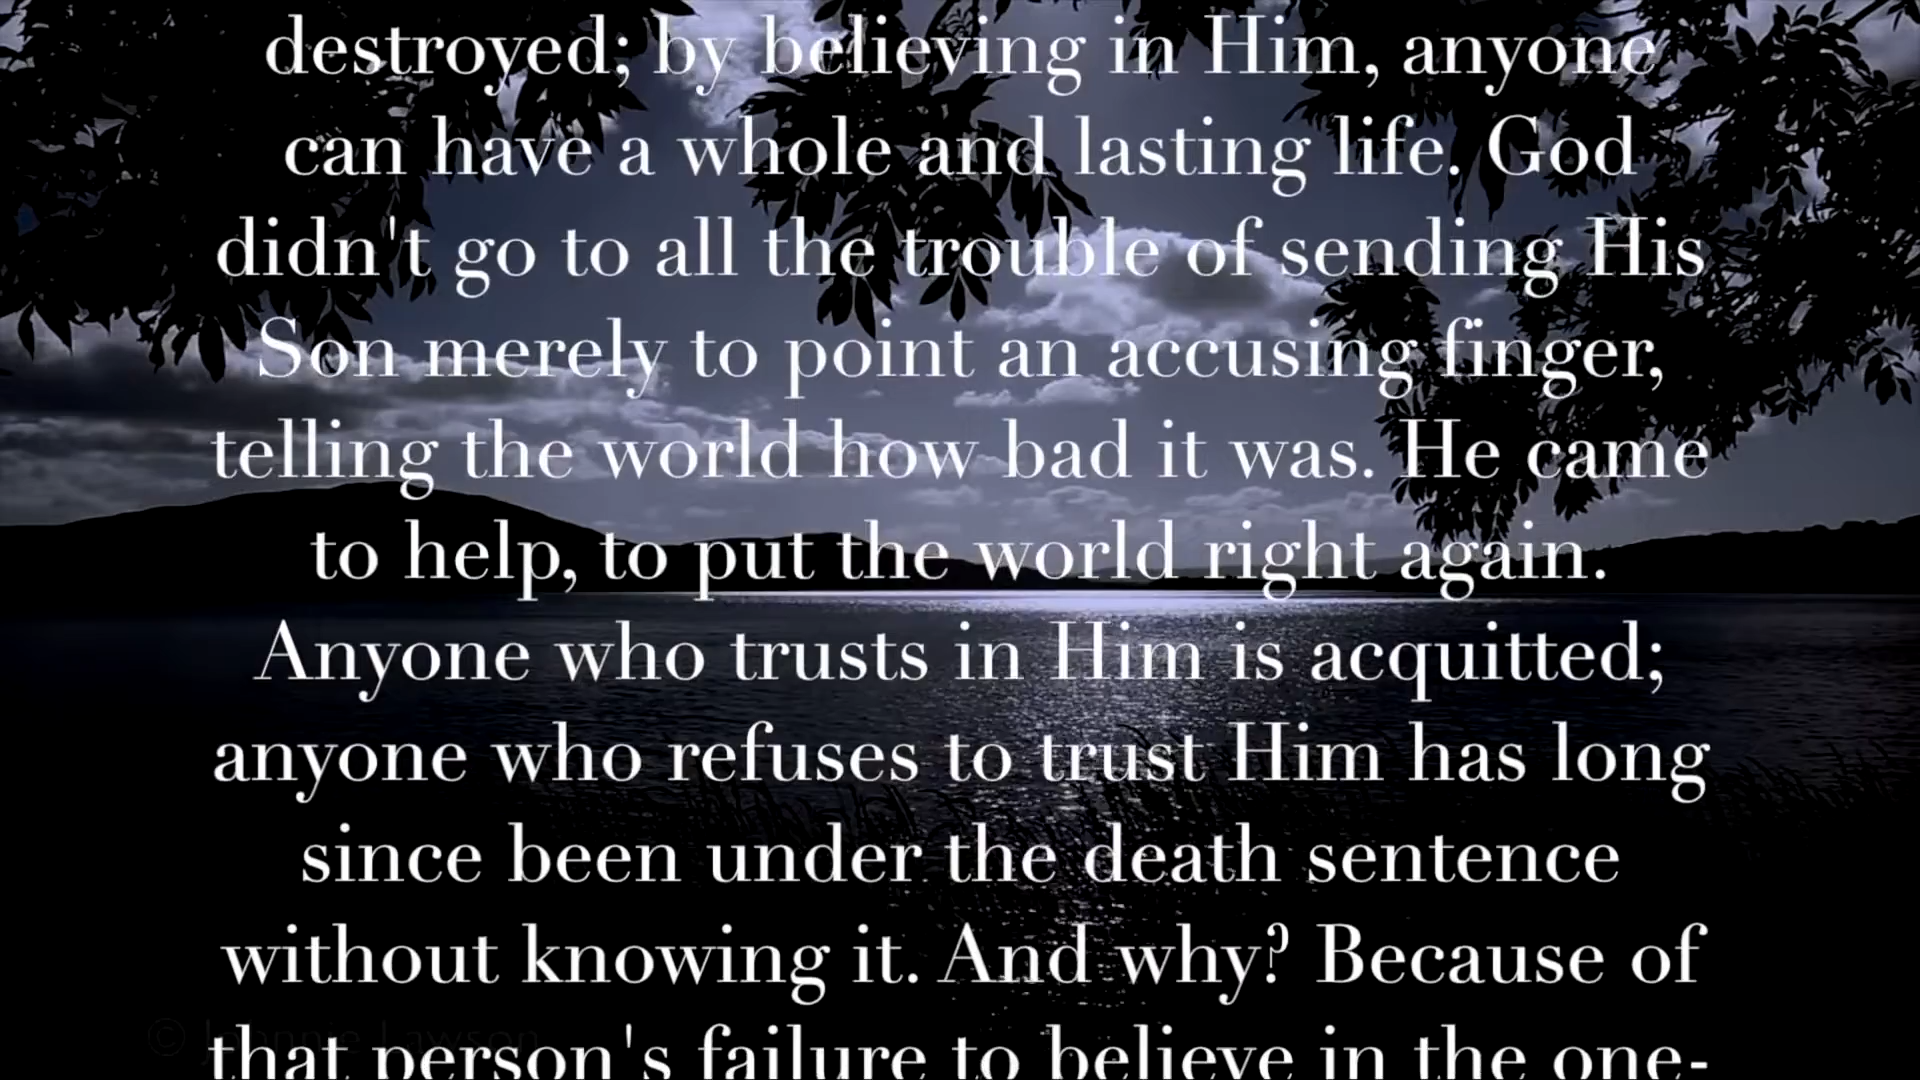 destroyed; by believing in Him, anyone
can have a whole and lasting life. God
didn't go to all the trouble of sending His
Son merely to point an accusing finger,
telling the world how bad it was. He came
to help, to put the world right again.
Anyone who trusts in Him is acquitted;
anyone who refuses to trust Him has long
since been under the death sentence
without knowing it. And why? Because of
that person's failure to believe in the one-